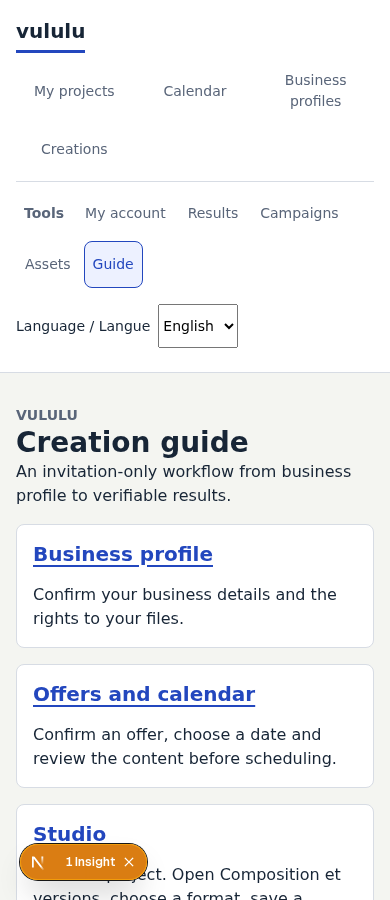 vululu
My projects
Calendar
Business
profiles
Creations
Tools
My account
Results
Campaigns
Assets
Guide
Language / Langue
English
VULULU
Creation guide
An invitation-only workflow from business
profile to verifiable results.
Business profile
Confirm your business details and the
rights to your files.
Offers and calendar
Confirm an offer, choose a date and
review the content before scheduling.
Studio
ject. Open Composition et
versions, choose a format, save a
N
1 Insight